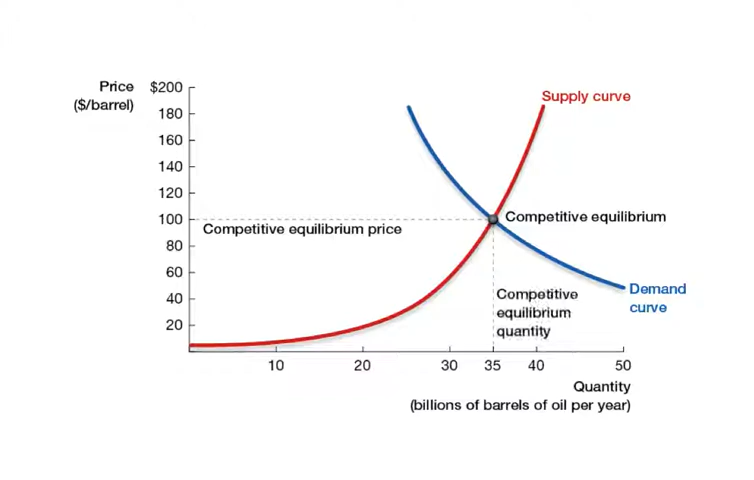 Price
($/barrel)
$200
180
160
140
120
100
80
60
40
20
Supply curve
Competitive equilibrium
Competitive equilibrium price
Competitive
equilibrium
quantity
Demand
curve
10
20
30
35
40
50
Quantity
(billions of barrels of oil per year)